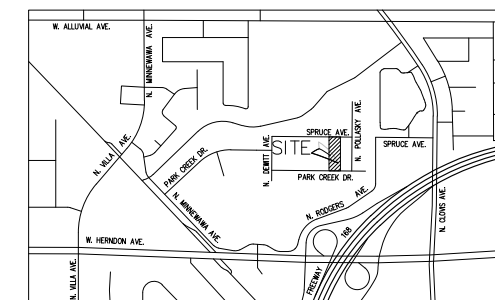 W. ALLUVIAL AVE.
N. MINNEWAWA AVE.
N. VILLA AVE.
PARK CREEK DR.
N. DEWITT AVE.
SITE
SPRUCE AVE.
N. POLLASKY AVE.
SPRUCE AVE.
PARK CREEK DR.
N. MINNEWAWA AVE.
N. RODGERS AVE.
N. CLOVIS AVE.
W. HERNDON AVE.
FREEWAY 168
N. VILLA AVE.